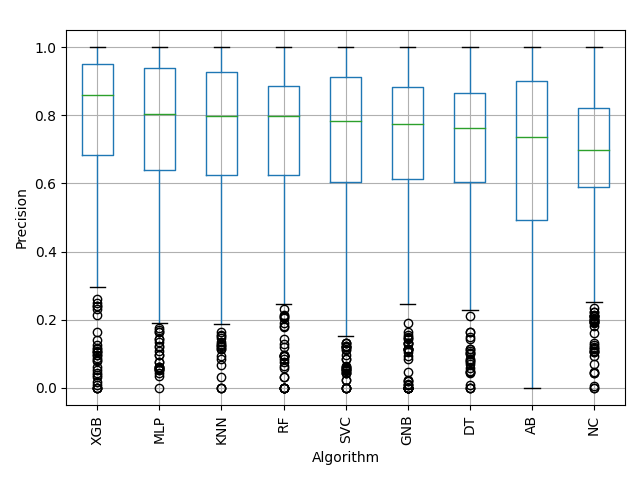 1.0
0.8
0.6
0.4
0.2
0.0
Precision
XGB
MLP
KNN
RF
SVC
GNB
DT
AB
NC
Algorithm